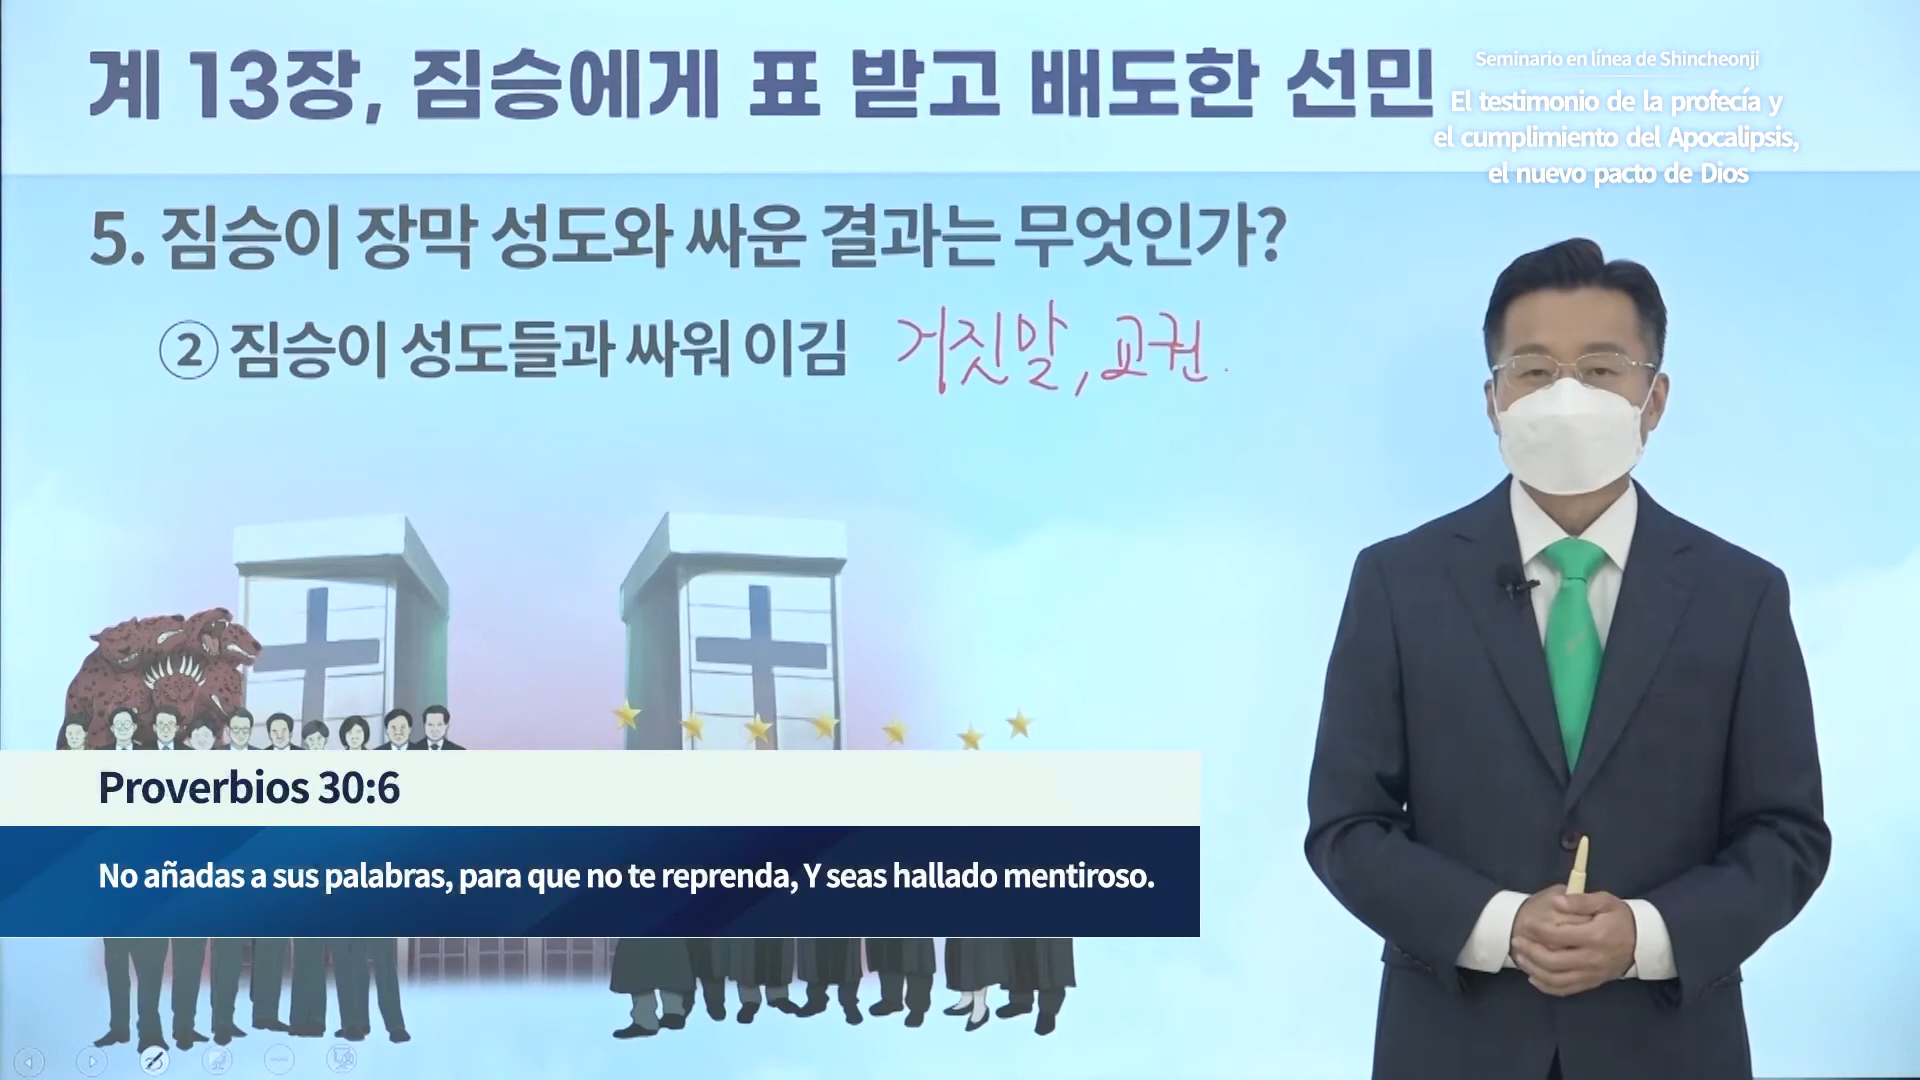 계 13장, 짐승에게 표 받고 배도한 선민
Seminario en línea de Shincheonji
El testimonio de la profecía y
el cumplimiento del Apocalipsis,
el nuevo pacto de Dios
5. 짐승이 장막 성도와 싸운 결과는 무엇인가?
② 짐승이 성도들과 싸워 이김 거짓말, 교권.
Proverbios 30:6
No añadas a sus palabras, para que no te reprenda, Y seas hallado mentiroso.